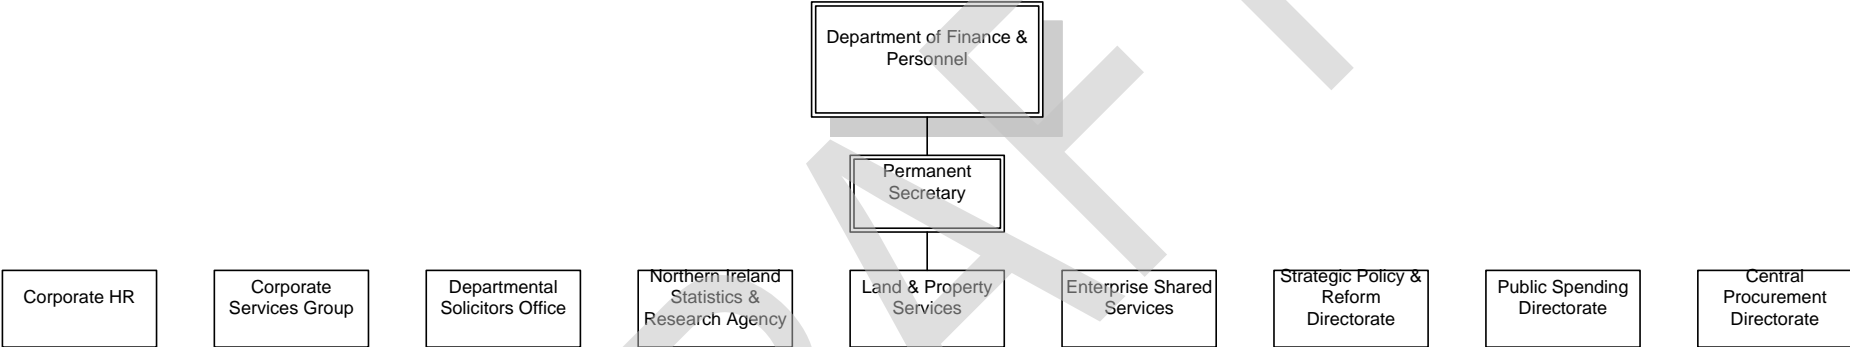 Department of Finance &
Personnel
Permanent
Secretary
Corporate HR
Corporate
Services Group
Departmental
Solicitors Office
Northern Ireland
Statistics &
Research Agency
Land & Property
Services
Enterprise Shared
Services
Strategic Policy &
Reform
Directorate
Public Spending
Directorate
Central
Procurement
Directorate